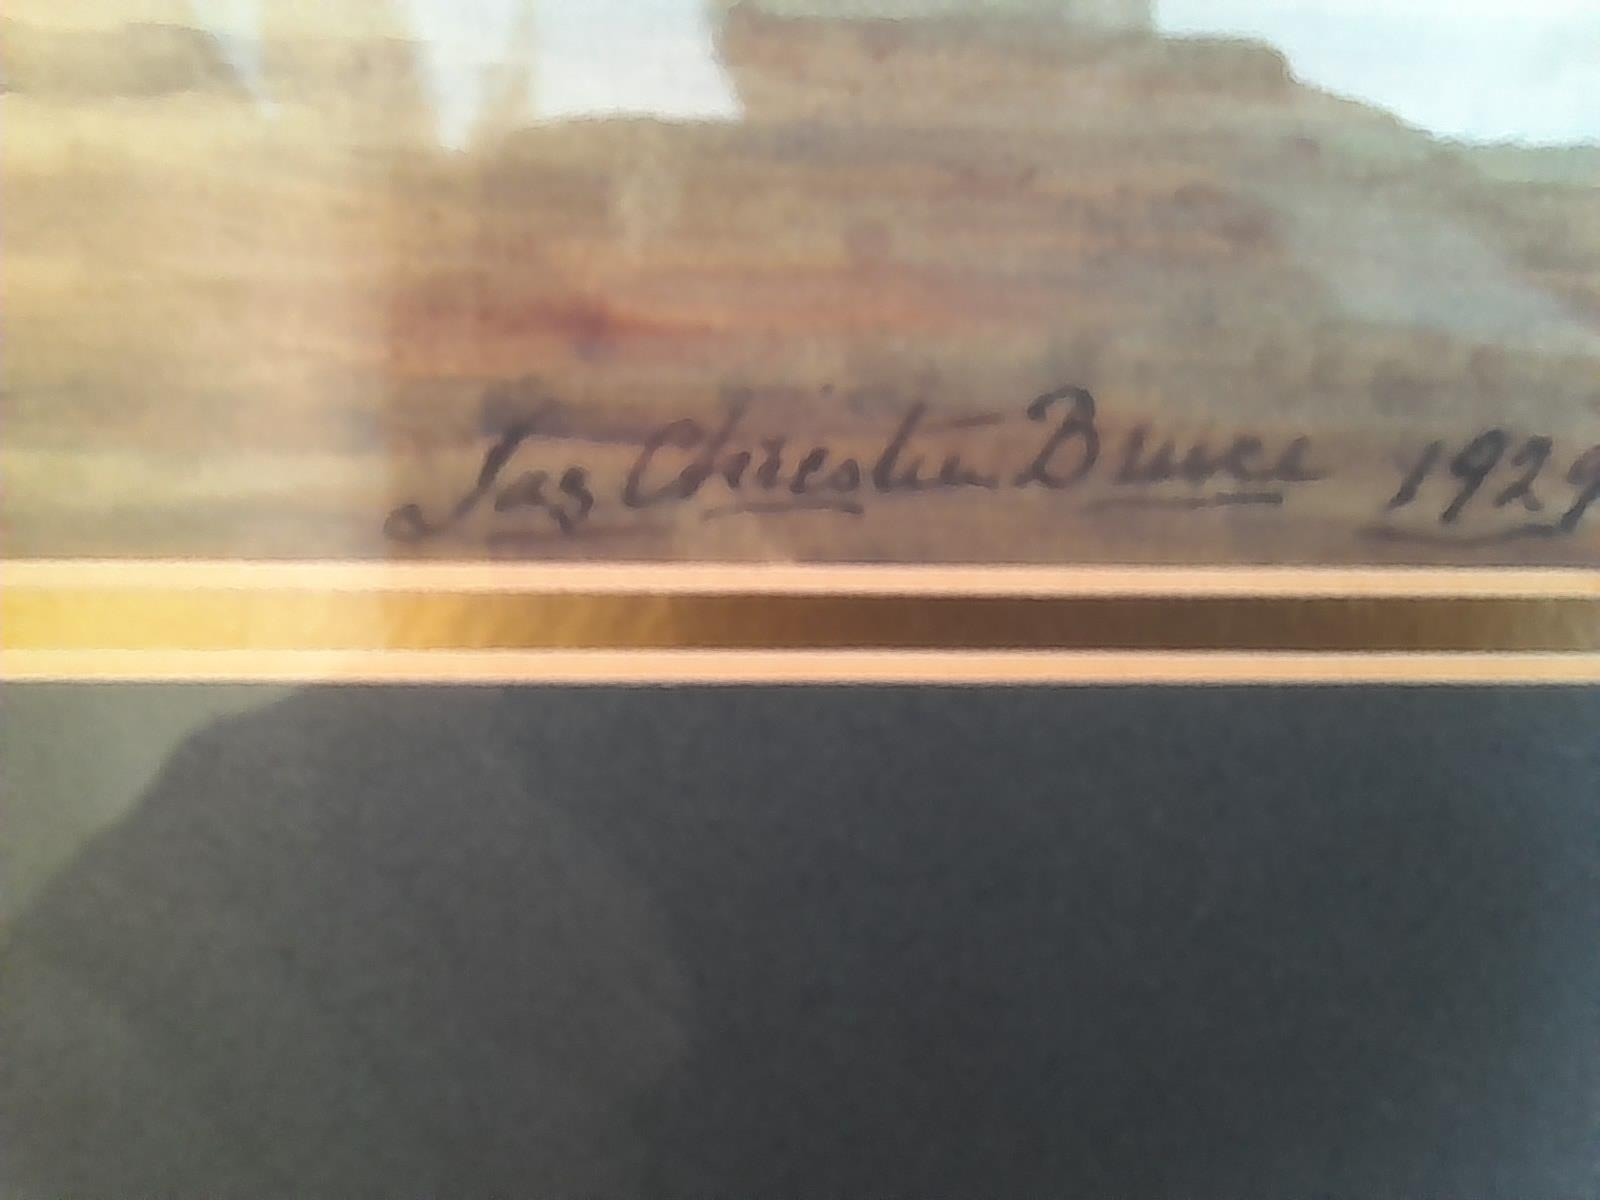 Jas Christie Bruce 1929